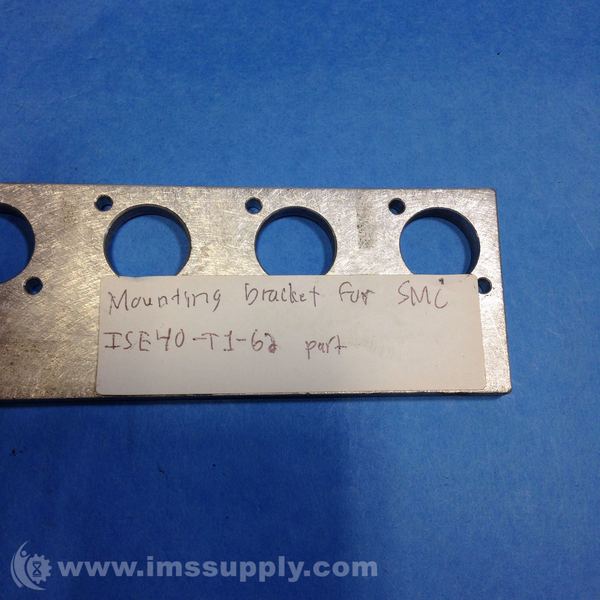 Mounting bracket for SMC
ISE40-T1-62 part
www.imssupply.com